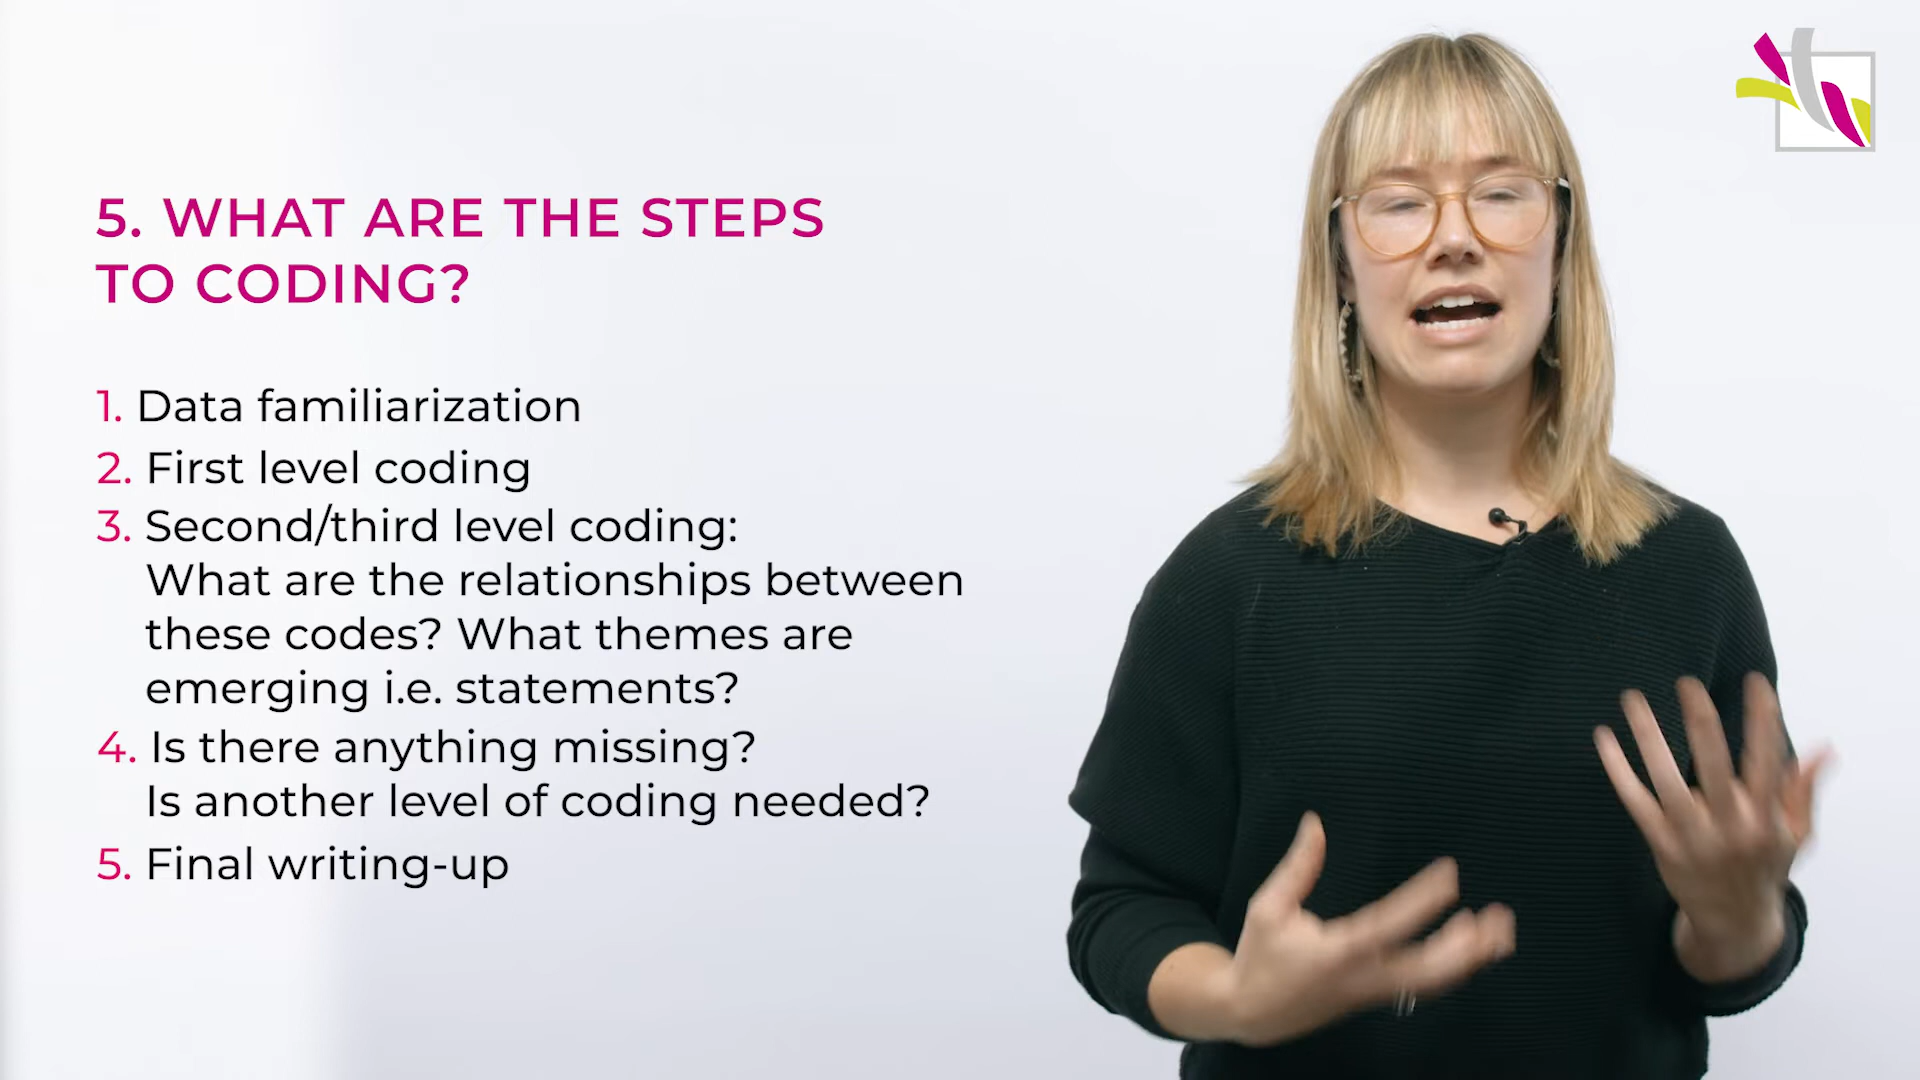 5. WHAT ARE THE STEPS
TO CODING?
1. Data familiarization
2. First level coding
3. Second/third level coding:
What are the relationships between
these codes? What themes are
emerging i.e. statements?
4. Is there anything missing?
Is another level of coding needed?
5. Final writing-up